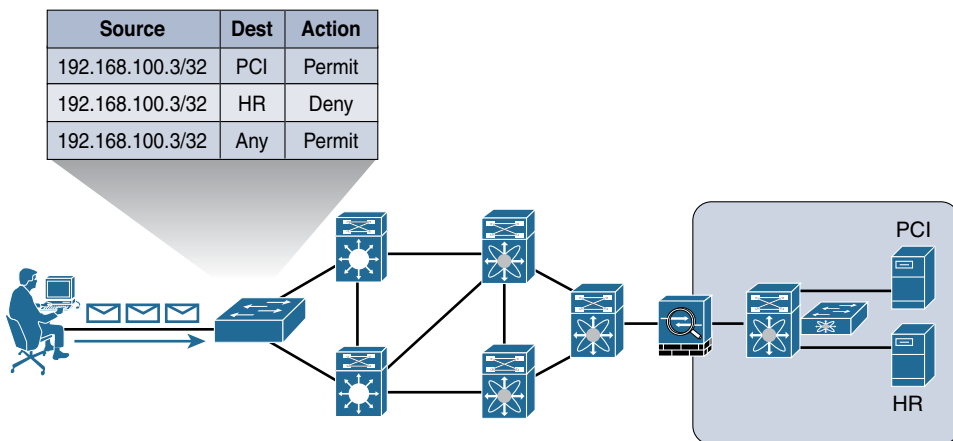 Source Dest Action
192.168.100.3/32 PCI Permit
192.168.100.3/32 HR Deny
192.168.100.3/32 Any Permit
PCI
HR